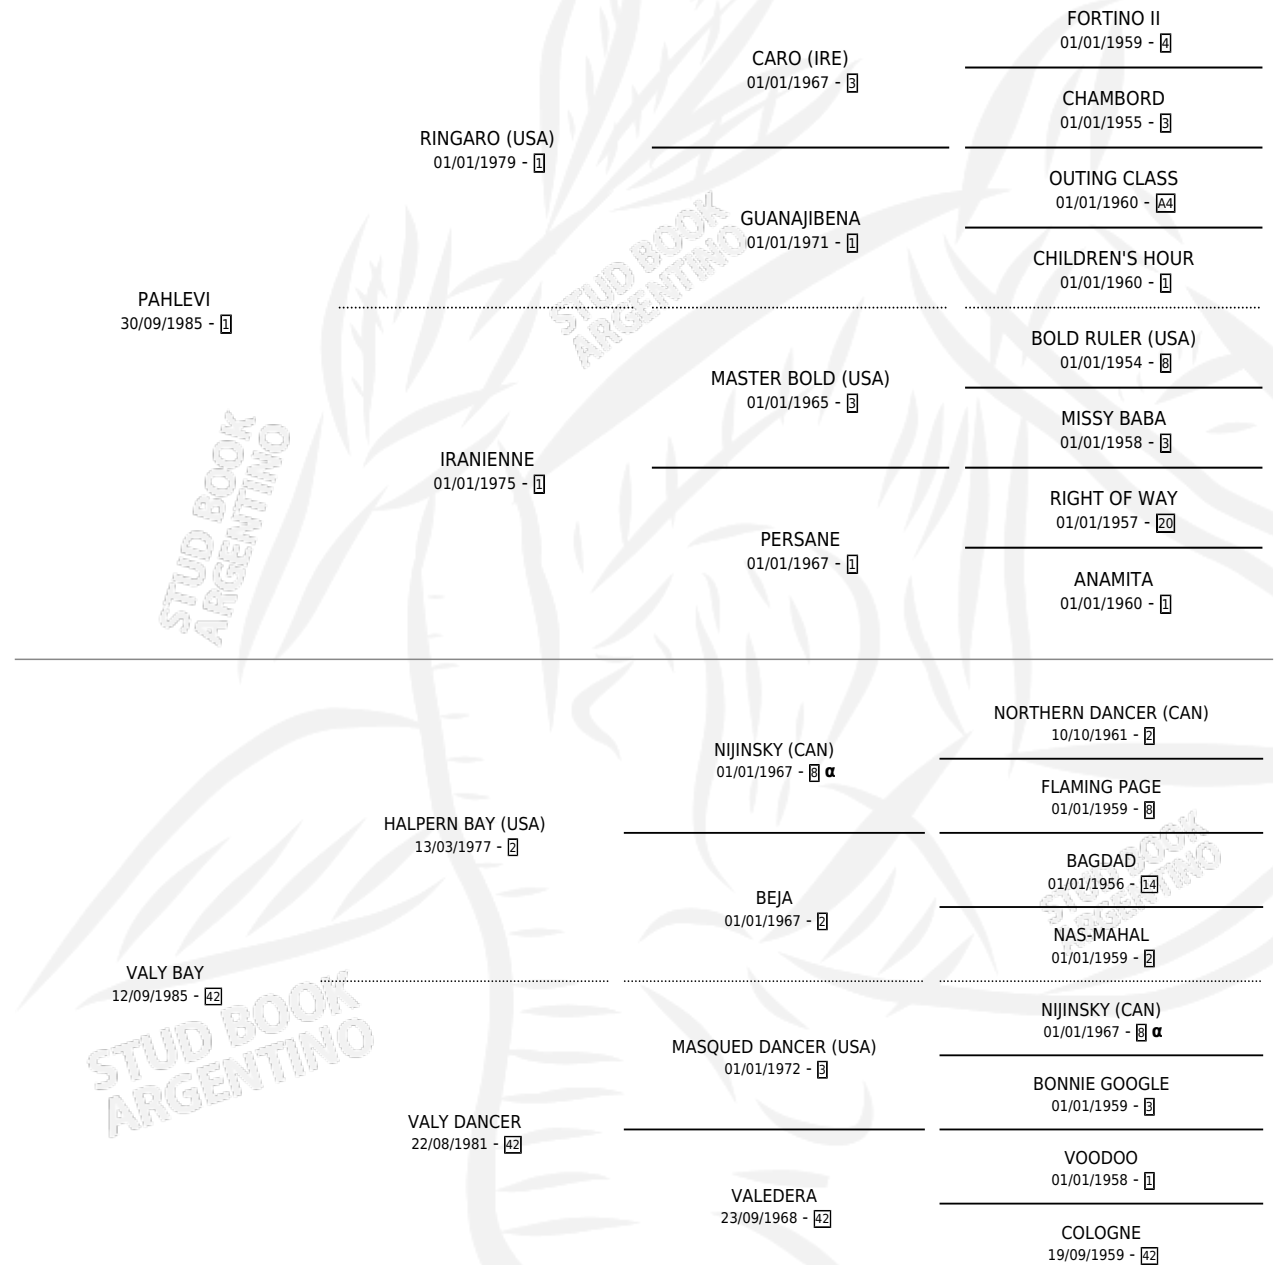 FORTINO II
01/01/1959 - 4
CARO (IRE)
01/01/1967 - 3
CHAMBORD
01/01/1955 - 3
RINGARO (USA)
01/01/1979 - 1
OUTING CLASS
01/01/1960 - A4
GUANAJIBENA
01/01/1971 - 1
CHILDREN'S HOUR
01/01/1960 - 1
PAHLEVI
30/09/1985 - 1
BOLD RULER (USA)
01/01/1954 - 8
MASTER BOLD (USA)
01/01/1965 - 3
MISSY BABA
01/01/1958 - 3
IRANIENNE
01/01/1975 - 1
RIGHT OF WAY
01/01/1957 - 20
PERSANE
01/01/1967 - 1
ANAMITA
01/01/1960 - 1
STUD BOOK
ARGENTINO
STUD BOOK
ARGENTINO
NORTHERN DANCER (CAN)
10/10/1961 - 2
NIJINSKY (CAN)
01/01/1967 - 8 α
FLAMING PAGE
01/01/1959 - 8
HALPERN BAY (USA)
13/03/1977 - 2
BAGDAD
01/01/1956 - 14
BEJA
01/01/1967 - 2
NAS-MAHAL
01/01/1959 - 2
VALY BAY
12/09/1985 - 42
NIJINSKY (CAN)
01/01/1967 - 8 α
MASQUED DANCER (USA)
01/01/1972 - 3
BONNIE GOOGLE
01/01/1959 - 3
VALY DANCER
22/08/1981 - 42
VOODOO
01/01/1958 - 1
VALEDERA
23/09/1968 - 42
COLOGNE
19/09/1959 - 42
STUD BOOK
ARGENTINO
STUD BOOK
ARGENTINO